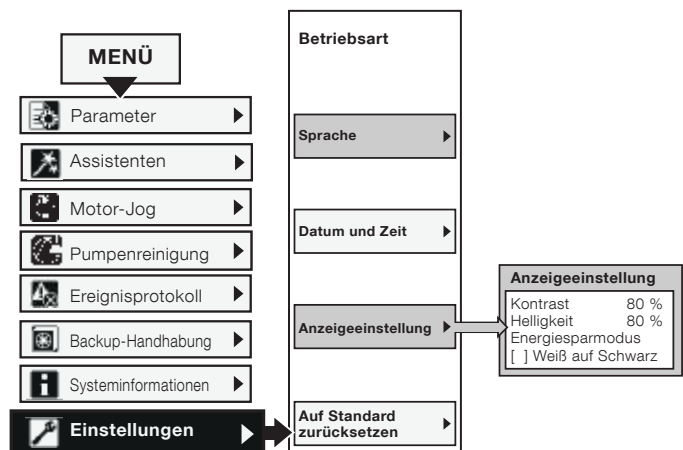 MENÜ
Parameter
Assistenten
Motor-Jog
Pumpenreinigung
Ereignisprotokoll
Backup-Handhabung
Systeminformationen
Einstellungen
Betriebsart
Sprache
Datum und Zeit
Anzeigeeinstellung
Auf Standard
zurücksetzen
Anzeigeeinstellung
Kontrast 80 %
Helligkeit 80 %
Energiesparmodus
[ ] Weiß auf Schwarz